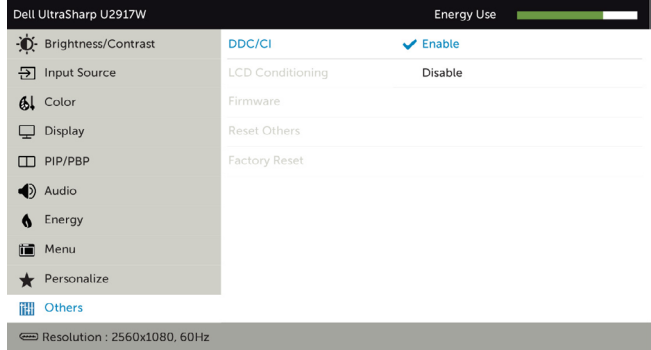 Dell UltraSharp U2917W Energy Use
Brightness/Contrast DDC/CI Enable
Input Source LCD Conditioning Disable
Color Firmware
Display Reset Others
PIP/PBP Factory Reset
Audio
Energy
Menu
Personalize
Others
Resolution : 2560x1080, 60Hz